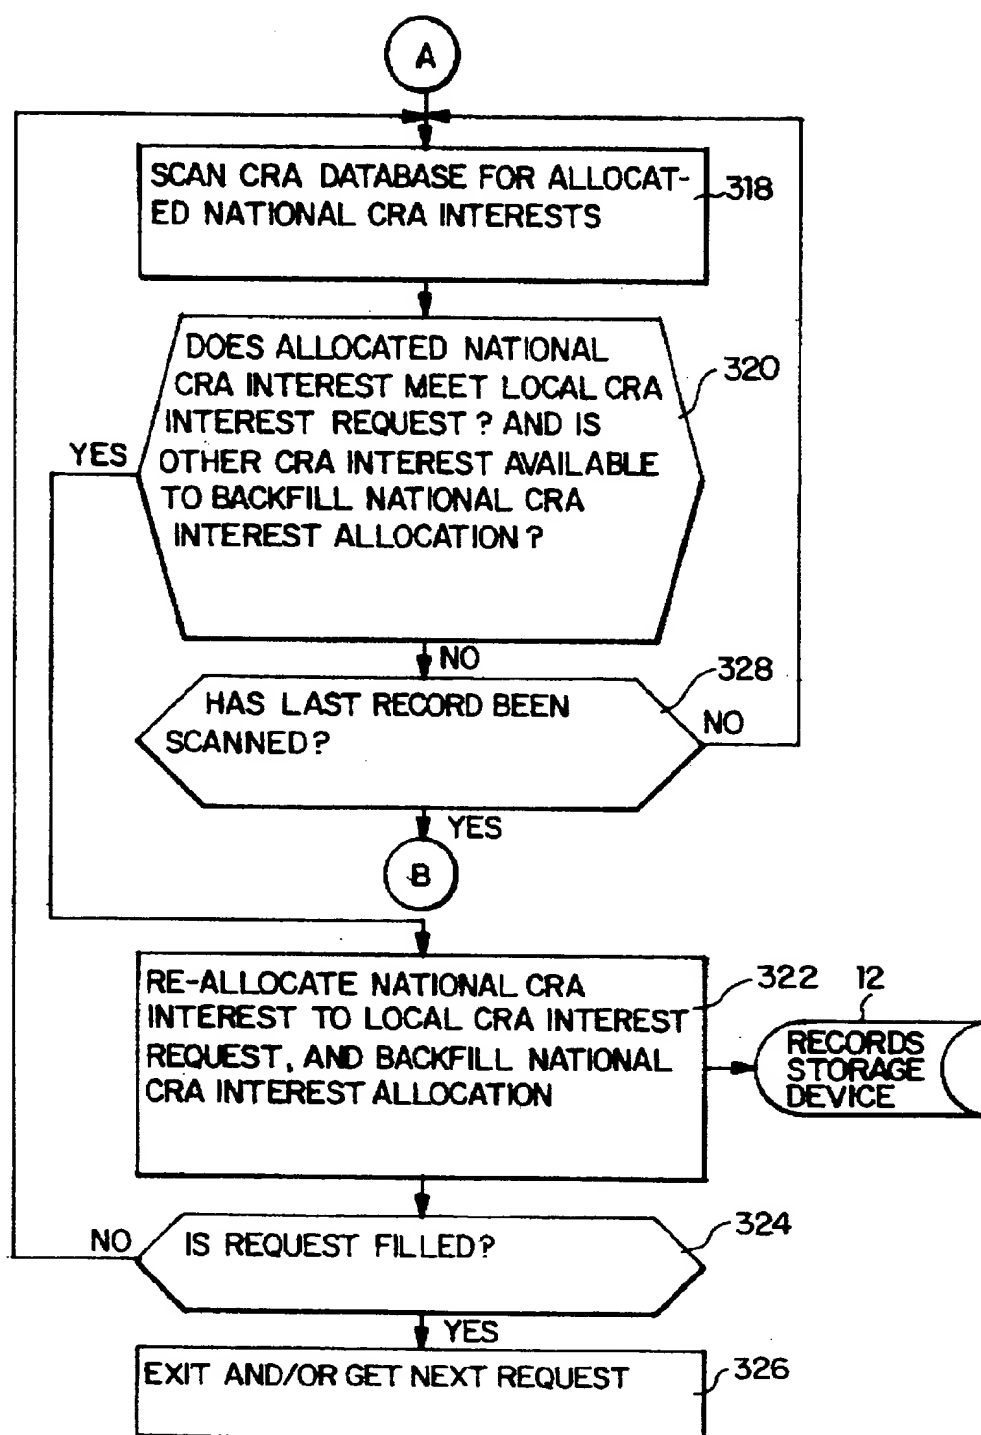 A
SCAN CRA DATABASE FOR ALLOCAT-
ED NATIONAL CRA INTERESTS
318
DOES ALLOCATED NATIONAL
CRA INTEREST MEET LOCAL CRA
INTEREST REQUEST? AND IS
OTHER CRA INTEREST AVAILABLE
TO BACKFILL NATIONAL CRA
INTEREST ALLOCATION?
320
YES
NO
HAS LAST RECORD BEEN
SCANNED?
328
NO
YES
B
RE-ALLOCATE NATIONAL CRA
INTEREST TO LOCAL CRA INTEREST
REQUEST, AND BACKFILL NATIONAL
CRA INTEREST ALLOCATION
322
12
RECORDS
STORAGE
DEVICE
NO
IS REQUEST FILLED?
324
YES
EXIT AND/OR GET NEXT REQUEST
326